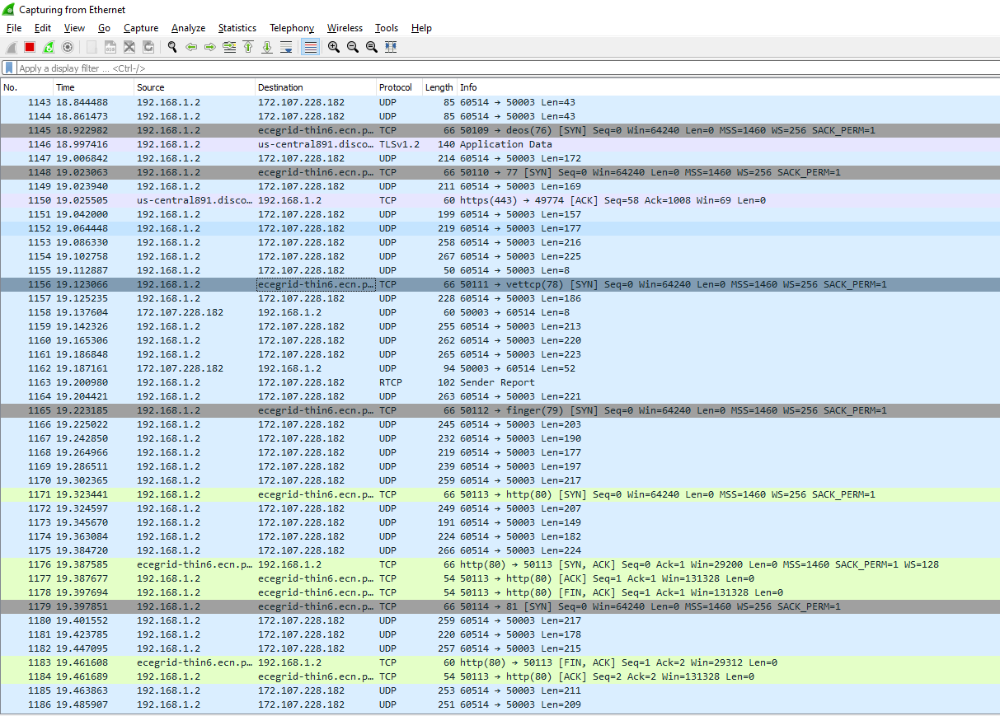 Capturing from Ethernet
File Edit View Go Capture Analyze Statistics Telephony Wireless Tools Help
Apply a display filter ... <Ctrl-/>
No. Time Source Destination Protocol Length Info
1143 18.844488 192.168.1.2 172.107.228.182 UDP 85 60514 → 50003 Len=43
1144 18.861473 192.168.1.2 172.107.228.182 UDP 85 60514 → 50003 Len=43
1145 18.922982 192.168.1.2 ecegrid-thin6.ecn.p… TCP 66 50109 → deos(76) [SYN] Seq=0 Win=64240 Len=0 MSS=1460 WS=256 SACK_PERM=1
1146 18.997416 192.168.1.2 us-central891.disco… TLSv1.2 140 Application Data
1147 19.006842 192.168.1.2 172.107.228.182 UDP 214 60514 → 50003 Len=172
1148 19.023063 192.168.1.2 ecegrid-thin6.ecn.p… TCP 66 50110 → 77 [SYN] Seq=0 Win=64240 Len=0 MSS=1460 WS=256 SACK_PERM=1
1149 19.023940 192.168.1.2 172.107.228.182 UDP 211 60514 → 50003 Len=169
1150 19.025505 us-central891.disco… 192.168.1.2 TCP 60 https(443) → 49774 [ACK] Seq=58 Ack=1008 Win=69 Len=0
1151 19.042000 192.168.1.2 172.107.228.182 UDP 199 60514 → 50003 Len=157
1152 19.064448 192.168.1.2 172.107.228.182 UDP 219 60514 → 50003 Len=177
1153 19.086330 192.168.1.2 172.107.228.182 UDP 258 60514 → 50003 Len=216
1154 19.102758 192.168.1.2 172.107.228.182 UDP 267 60514 → 50003 Len=225
1155 19.112887 192.168.1.2 172.107.228.182 UDP 50 60514 → 50003 Len=8
1156 19.123066 192.168.1.2 ecegrid-thin6.ecn.p… TCP 66 50111 → vettcp(78) [SYN] Seq=0 Win=64240 Len=0 MSS=1460 WS=256 SACK_PERM=1
1157 19.125235 192.168.1.2 172.107.228.182 UDP 228 60514 → 50003 Len=186
1158 19.137604 172.107.228.182 192.168.1.2 UDP 60 50003 → 60514 Len=8
1159 19.142326 192.168.1.2 172.107.228.182 UDP 255 60514 → 50003 Len=213
1160 19.165306 192.168.1.2 172.107.228.182 UDP 262 60514 → 50003 Len=220
1161 19.186848 192.168.1.2 172.107.228.182 UDP 265 60514 → 50003 Len=223
1162 19.187161 172.107.228.182 192.168.1.2 UDP 94 50003 → 60514 Len=52
1163 19.200980 192.168.1.2 172.107.228.182 RTCP 102 Sender Report
1164 19.204421 192.168.1.2 172.107.228.182 UDP 263 60514 → 50003 Len=221
1165 19.223185 192.168.1.2 ecegrid-thin6.ecn.p… TCP 66 50112 → finger(79) [SYN] Seq=0 Win=64240 Len=0 MSS=1460 WS=256 SACK_PERM=1
1166 19.225022 192.168.1.2 172.107.228.182 UDP 245 60514 → 50003 Len=203
1167 19.242850 192.168.1.2 172.107.228.182 UDP 232 60514 → 50003 Len=190
1168 19.264966 192.168.1.2 172.107.228.182 UDP 219 60514 → 50003 Len=177
1169 19.286511 192.168.1.2 172.107.228.182 UDP 239 60514 → 50003 Len=197
1170 19.302365 192.168.1.2 172.107.228.182 UDP 259 60514 → 50003 Len=217
1171 19.323441 192.168.1.2 ecegrid-thin6.ecn.p… TCP 66 50113 → http(80) [SYN] Seq=0 Win=64240 Len=0 MSS=1460 WS=256 SACK_PERM=1
1172 19.324597 192.168.1.2 172.107.228.182 UDP 249 60514 → 50003 Len=207
1173 19.345670 192.168.1.2 172.107.228.182 UDP 191 60514 → 50003 Len=149
1174 19.363084 192.168.1.2 172.107.228.182 UDP 224 60514 → 50003 Len=182
1175 19.384720 192.168.1.2 172.107.228.182 UDP 266 60514 → 50003 Len=224
1176 19.387585 ecegrid-thin6.ecn.p… 192.168.1.2 TCP 66 http(80) → 50113 [SYN, ACK] Seq=0 Ack=1 Win=29200 Len=0 MSS=1460 SACK_PERM=1 WS=128
1177 19.387677 192.168.1.2 ecegrid-thin6.ecn.p… TCP 54 50113 → http(80) [ACK] Seq=1 Ack=1 Win=131328 Len=0
1178 19.397694 192.168.1.2 ecegrid-thin6.ecn.p… TCP 54 50113 → http(80) [FIN, ACK] Seq=1 Ack=1 Win=131328 Len=0
1179 19.397851 192.168.1.2 ecegrid-thin6.ecn.p… TCP 66 50114 → 81 [SYN] Seq=0 Win=64240 Len=0 MSS=1460 WS=256 SACK_PERM=1
1180 19.401552 192.168.1.2 172.107.228.182 UDP 259 60514 → 50003 Len=217
1181 19.423785 192.168.1.2 172.107.228.182 UDP 220 60514 → 50003 Len=178
1182 19.447095 192.168.1.2 172.107.228.182 UDP 257 60514 → 50003 Len=215
1183 19.461608 ecegrid-thin6.ecn.p… 192.168.1.2 TCP 60 http(80) → 50113 [FIN, ACK] Seq=1 Ack=2 Win=29312 Len=0
1184 19.461689 192.168.1.2 ecegrid-thin6.ecn.p… TCP 54 50113 → http(80) [ACK] Seq=2 Ack=2 Win=131328 Len=0
1185 19.463863 192.168.1.2 172.107.228.182 UDP 253 60514 → 50003 Len=211
1186 19.485907 192.168.1.2 172.107.228.182 UDP 251 60514 → 50003 Len=209